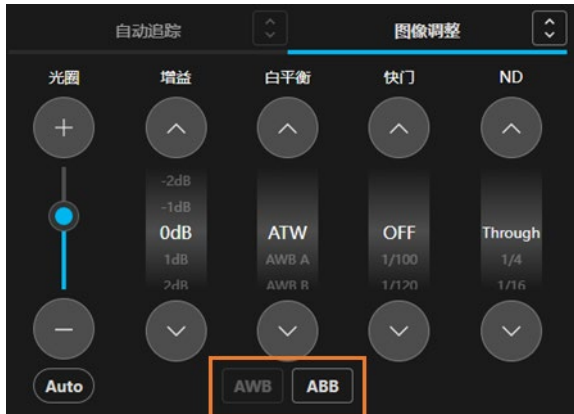 自动追踪 图像调整
光圈 增益 白平衡 快门 ND
-2dB
-1dB
0dB ATW OFF Through
1dB AWB A 1/100 1/4
2dB AWB B 1/120 1/16
Auto AWB ABB